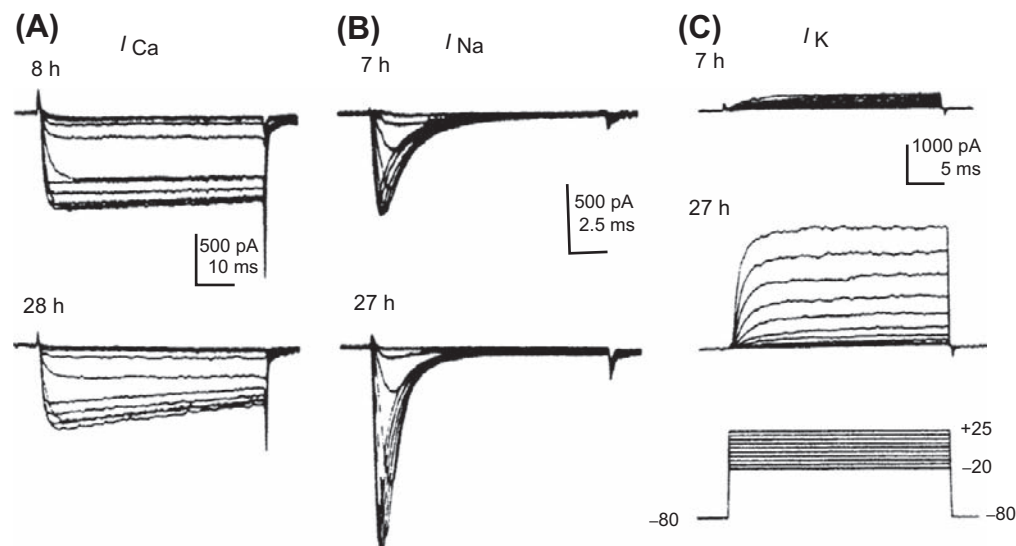 (A)
I Ca
8 h
500 pA
10 ms
28 h
(B)
I Na
7 h
500 pA
2.5 ms
27 h
(C)
I K
7 h
1000 pA
5 ms
27 h
+25
−20
−80
−80